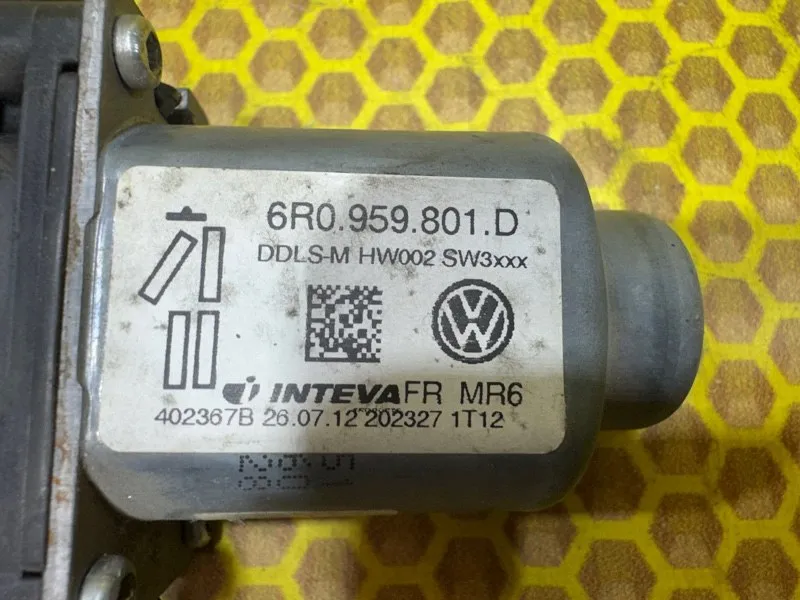 6R0.959.801.D
DDLS-M HW002 SW3xxx
INTEVA FR MR6
402367B 26.07.12 202327 1T12